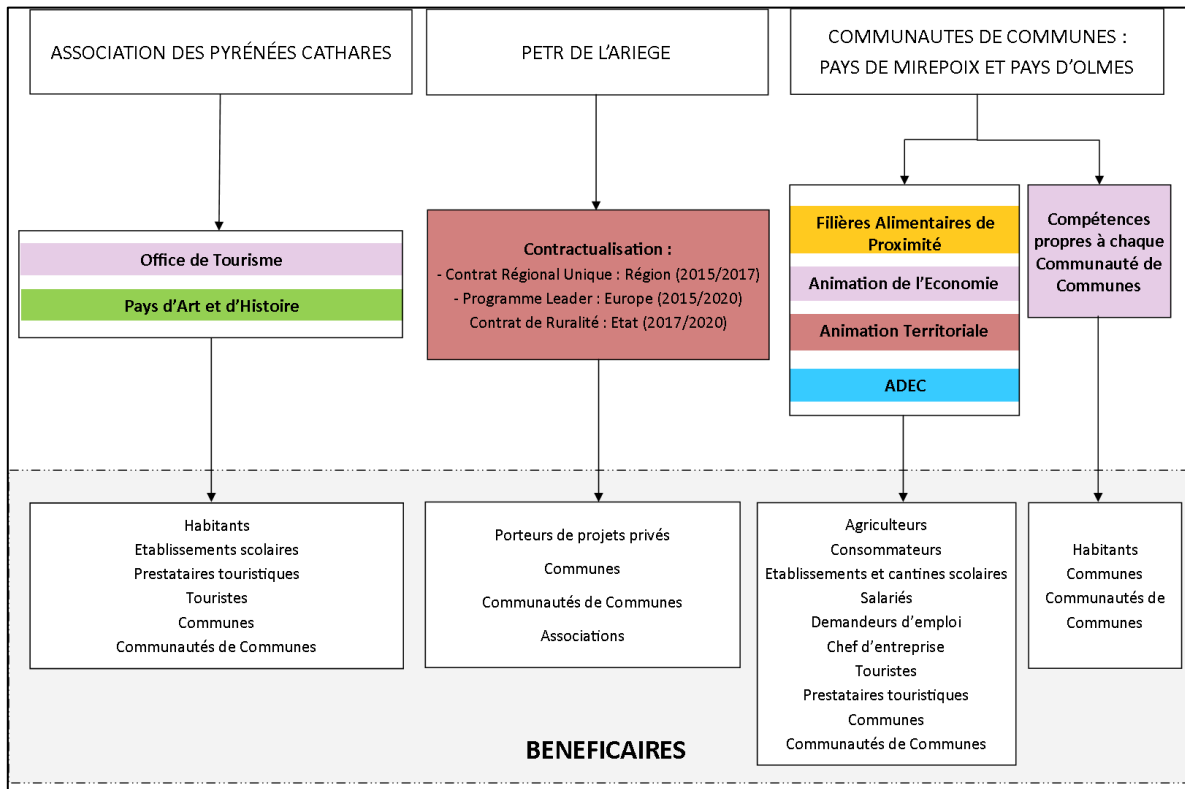 ASSOCIATION DES PYRÉNÉES CATHARES
PETR DE L'ARIEGE
COMMUNAUTES DE COMMUNES :
PAYS DE MIREPOIX ET PAYS D'OLMES
Office de Tourisme
Pays d'Art et d'Histoire
Contractualisation :
- Contrat Régional Unique : Région (2015/2017)
- Programme Leader : Europe (2015/2020)
Contrat de Ruralité : Etat (2017/2020)
Filières Alimentaires de
Proximité
Animation de l'Economie
Animation Territoriale
ADEC
Compétences
propres à chaque
Communauté de
Communes
Habitants
Etablissements scolaires
Prestataires touristiques
Touristes
Communes
Communautés de Communes
Porteurs de projets privés
Communes
Communautés de Communes
Associations
Agriculteurs
Consommateurs
Etablissements et cantines scolaires
Salariés
Demandeurs d'emploi
Chef d'entreprise
Touristes
Prestataires touristiques
Communes
Communautés de Communes
Habitants
Communes
Communautés de
Communes
BENEFICAIRES